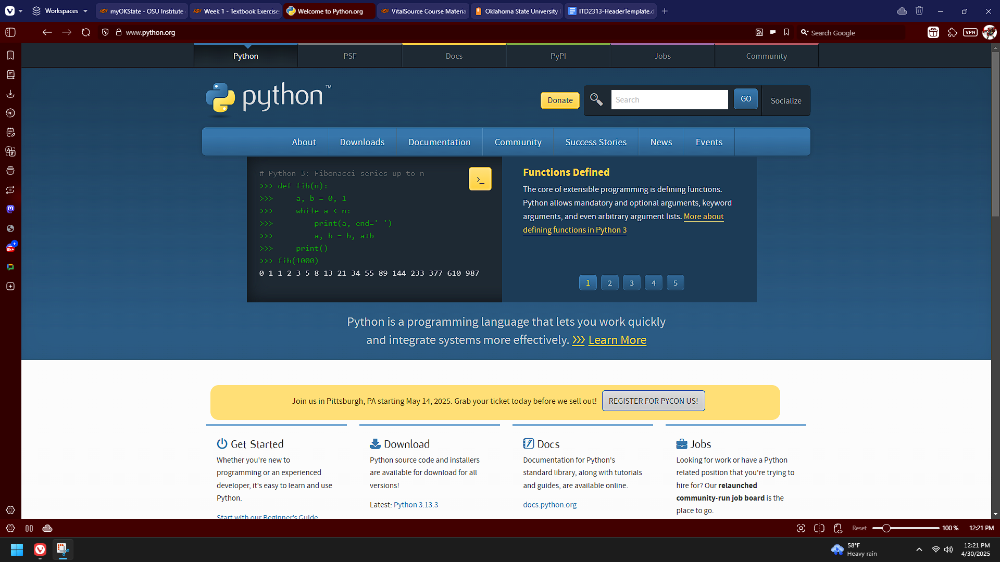 Workspaces
myOKState - OSU Institute
Week 1 - Textbook Exercise
Welcome to Python.org
VitalSource Course Materia
Oklahoma State University
ITD2313-HeaderTemplate.d
www.python.org
Search Google
VPN
Python
PSF
Docs
PyPI
Jobs
Community
python™
Donate
Search
GO
Socialize
About
Downloads
Documentation
Community
Success Stories
News
Events
# Python 3: Fibonacci series up to n
>>> def fib(n):
>>>     a, b = 0, 1
>>>     while a < n:
>>>         print(a, end=' ')
>>>         a, b = b, a+b
>>>     print()
>>> fib(1000)
0 1 1 2 3 5 8 13 21 34 55 89 144 233 377 610 987
>_
Functions Defined
The core of extensible programming is defining functions.
Python allows mandatory and optional arguments, keyword
arguments, and even arbitrary argument lists. More about
defining functions in Python 3
1 2 3 4 5
8k+
Python is a programming language that lets you work quickly
and integrate systems more effectively. >>> Learn More
Join us in Pittsburgh, PA starting May 14, 2025. Grab your ticket today before we sell out!
REGISTER FOR PYCON US!
Get Started
Whether you're new to
programming or an experienced
developer, it's easy to learn and use
Python.
Start with our Beginner's Guide
Download
Python source code and installers
are available for download for all
versions!
Latest: Python 3.13.3
Docs
Documentation for Python's
standard library, along with tutorials
and guides, are available online.
docs.python.org
Jobs
Looking for work or have a Python
related position that you're trying to
hire for? Our relaunched
community-run job board is the
place to go.
Reset
100 %
12:21 PM
58°F
Heavy rain
12:21 PM
4/30/2025